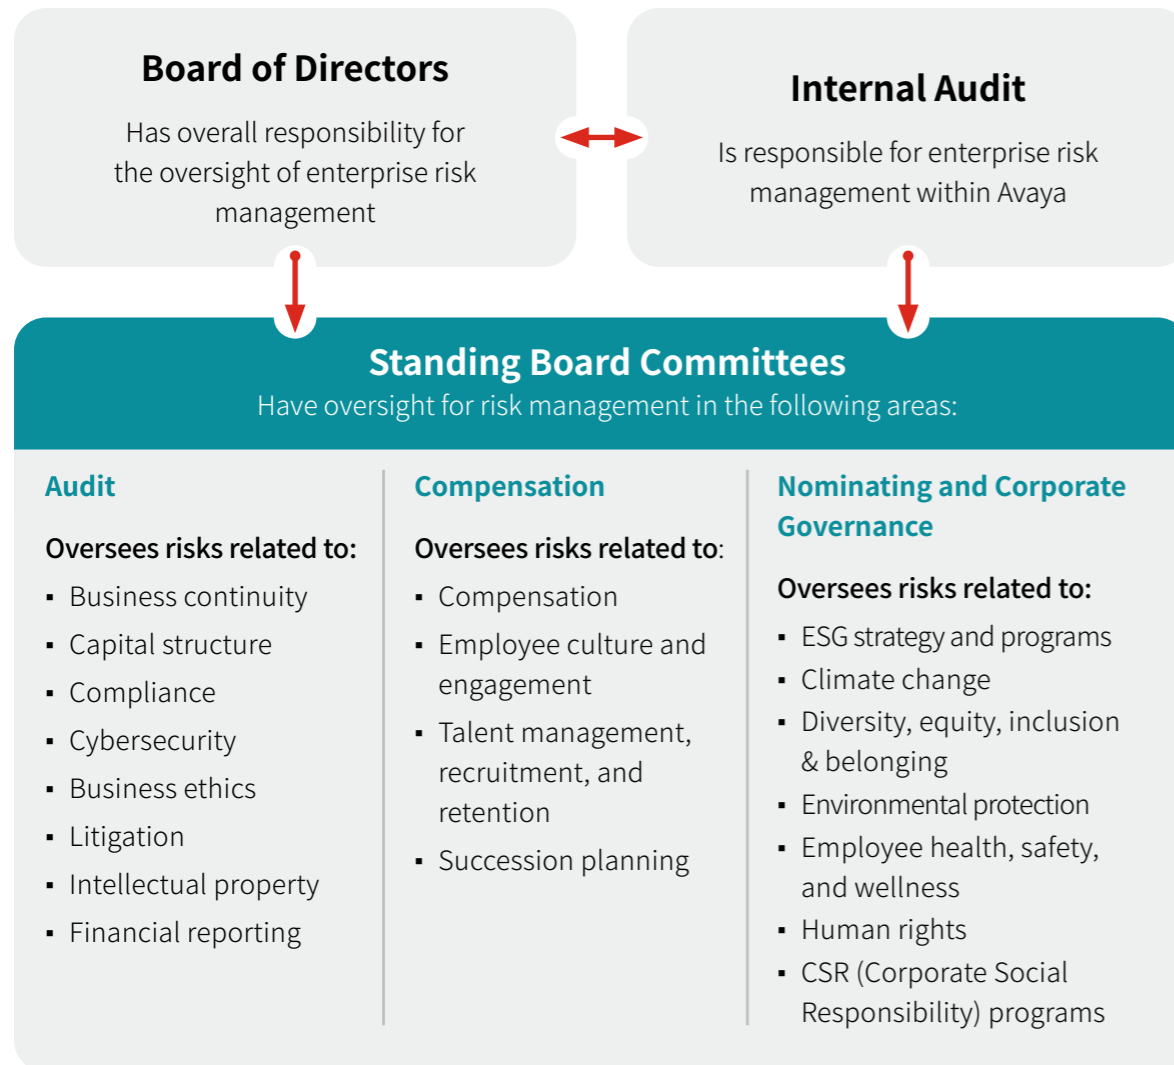 Board of Directors
Has overall responsibility for
the oversight of enterprise risk
management
Internal Audit
Is responsible for enterprise risk
management within Avaya
Standing Board Committees
Have oversight for risk management in the following areas:
Audit
Oversees risks related to:
▪ Business continuity
▪ Capital structure
▪ Compliance
▪ Cybersecurity
▪ Business ethics
▪ Litigation
▪ Intellectual property
▪ Financial reporting
Compensation
Oversees risks related to:
▪ Compensation
▪ Employee culture and
engagement
▪ Talent management,
recruitment, and
retention
▪ Succession planning
Nominating and Corporate
Governance
Oversees risks related to:
▪ ESG strategy and programs
▪ Climate change
▪ Diversity, equity, inclusion
& belonging
▪ Environmental protection
▪ Employee health, safety,
and wellness
▪ Human rights
▪ CSR (Corporate Social
Responsibility) programs